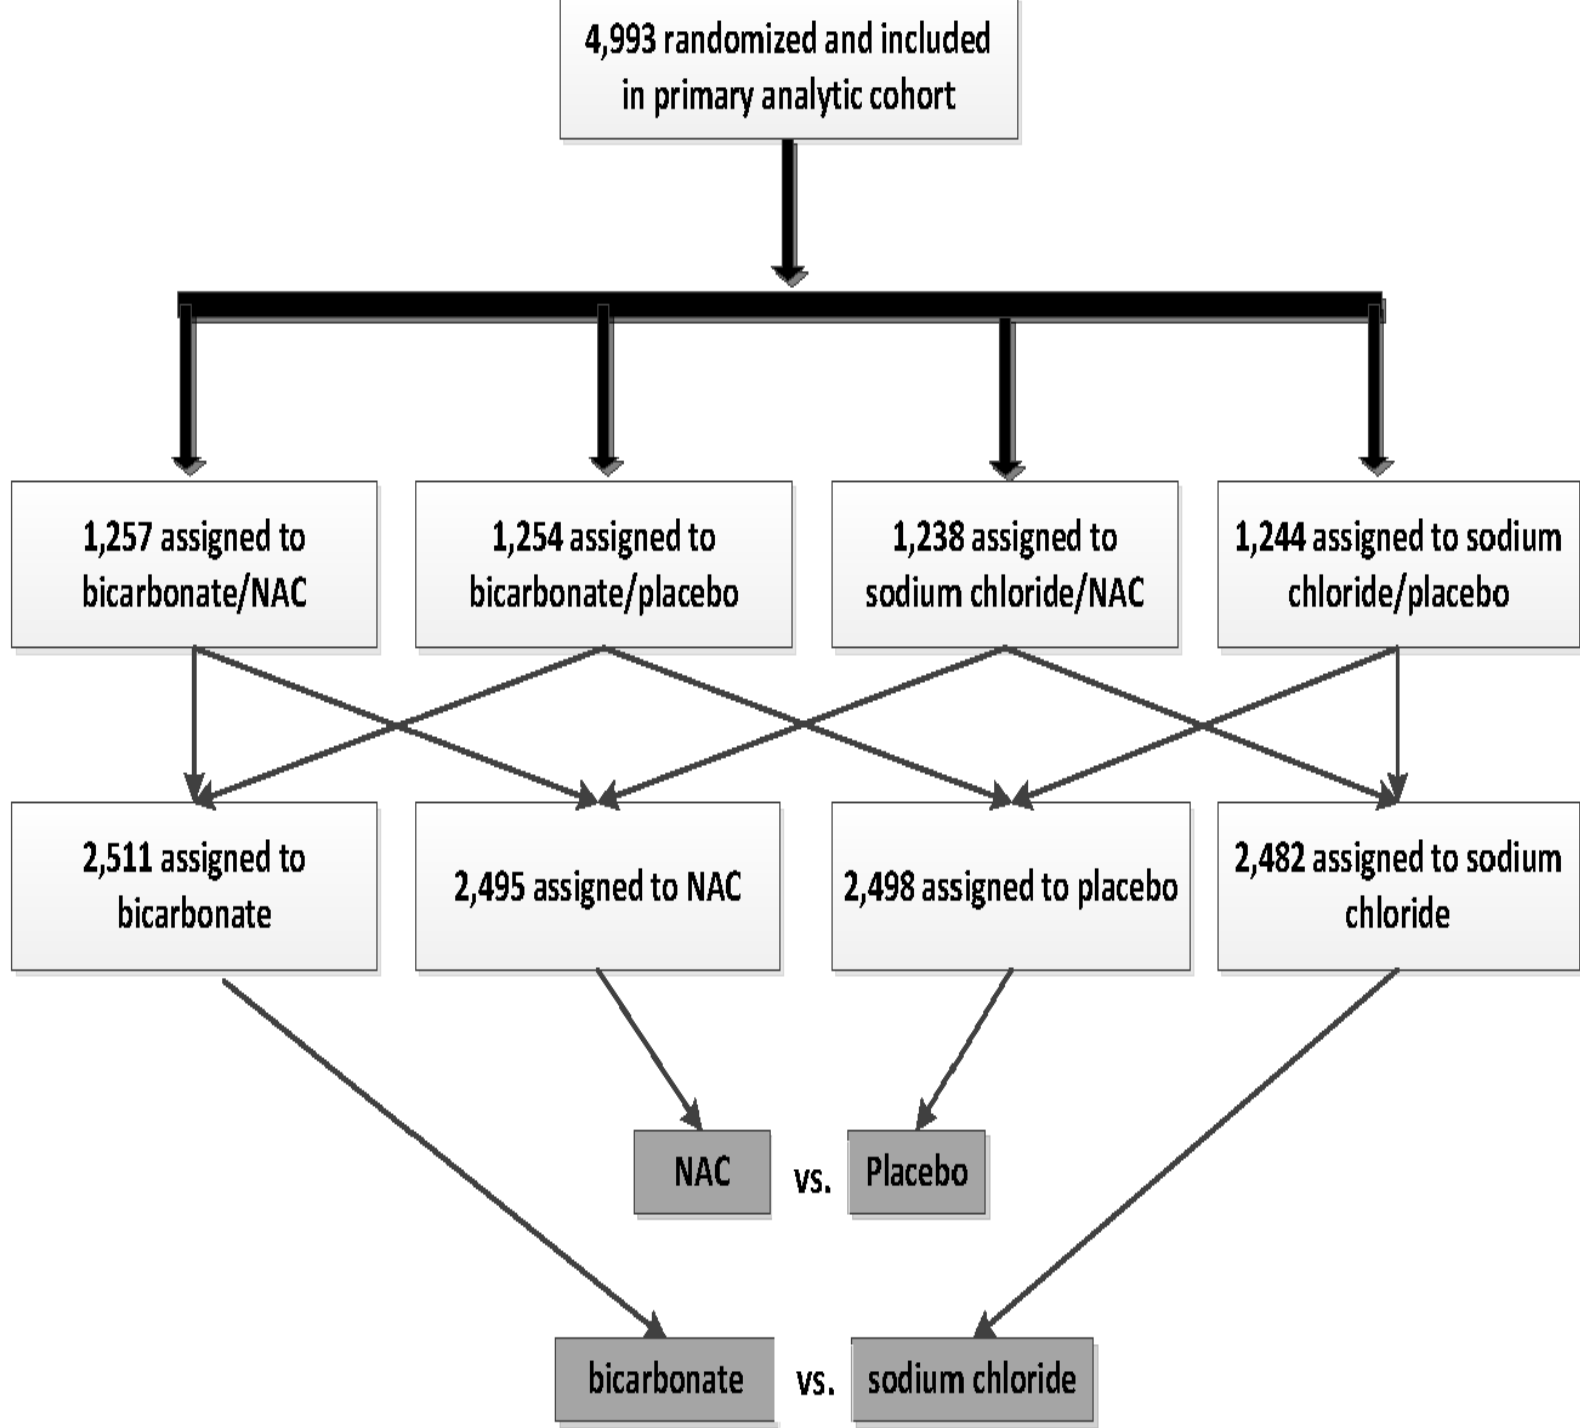 4,993 randomized and included
in primary analytic cohort
1,257 assigned to
bicarbonate/NAC
1,254 assigned to
bicarbonate/placebo
1,238 assigned to
sodium chloride/NAC
1,244 assigned to sodium
chloride/placebo
2,511 assigned to
bicarbonate
2,495 assigned to NAC
2,498 assigned to placebo
2,482 assigned to sodium
chloride
NAC
vs.
Placebo
bicarbonate
vs.
sodium chloride